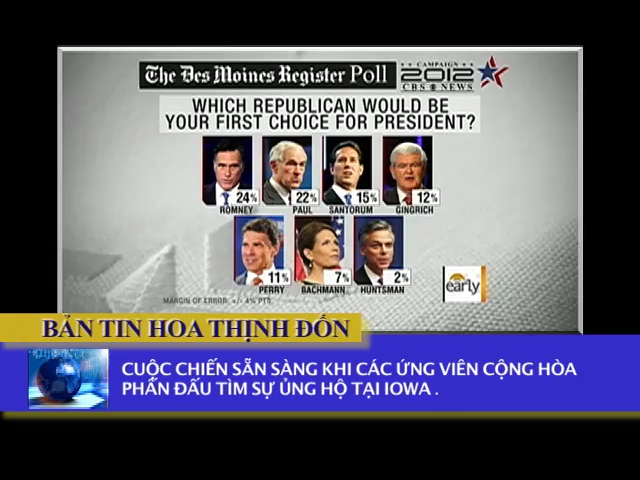 The Des Moines Register Poll
CAMPAIGN
2012
CBS NEWS
WHICH REPUBLICAN WOULD BE
YOUR FIRST CHOICE FOR PRESIDENT?
24% 22% 15% 12%
ROMNEY PAUL SANTORUM GINGRICH
11% 7% 2%
PERRY BACHMANN HUNTSMAN
MARGIN OF ERROR: +/- 4% PTS.
early
BẢN TIN HOA THỊNH ĐỐN
CUỘC CHIẾN SẴN SÀNG KHI CÁC ỨNG VIÊN CỘNG HÒA
PHẤN ĐẤU TÌM SỰ ỦNG HỘ TẠI IOWA .